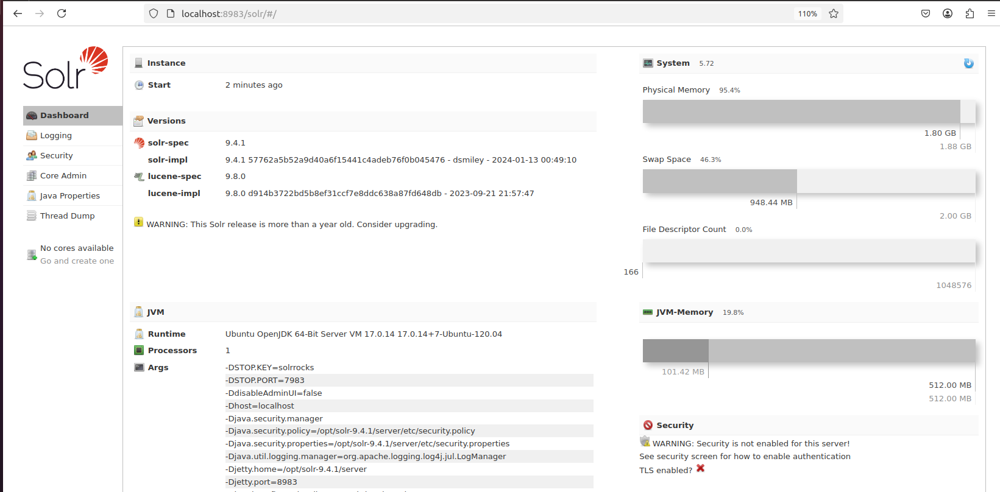 localhost:8983/solr/#/
110%
Solr
Dashboard
Logging
Security
Core Admin
Java Properties
Thread Dump
No cores available
Go and create one
Instance
Start 2 minutes ago
Versions
solr-spec 9.4.1
solr-impl 9.4.1 57762a5b52a9d40a6f15441c4adeb76f0b045476 - dsmiley - 2024-01-13 00:49:10
lucene-spec 9.8.0
lucene-impl 9.8.0 d914b3722bd5b8ef31ccf7e8ddc638a87fd648db - 2023-09-21 21:57:47
WARNING: This Solr release is more than a year old. Consider upgrading.
JVM
Runtime Ubuntu OpenJDK 64-Bit Server VM 17.0.14 17.0.14+7-Ubuntu-120.04
Processors 1
Args -DSTOP.KEY=solrrocks
-DSTOP.PORT=7983
-DdisableAdminUI=false
-Dhost=localhost
-Djava.security.manager
-Djava.security.policy=/opt/solr-9.4.1/server/etc/security.policy
-Djava.security.properties=/opt/solr-9.4.1/server/etc/security.properties
-Djava.util.logging.manager=org.apache.logging.log4j.jul.LogManager
-Djetty.home=/opt/solr-9.4.1/server
-Djetty.port=8983
System 5.72
Physical Memory 95.4%
1.80 GB
1.88 GB
Swap Space 46.3%
948.44 MB
2.00 GB
File Descriptor Count 0.0%
166
1048576
JVM-Memory 19.8%
101.42 MB
512.00 MB
512.00 MB
Security
WARNING: Security is not enabled for this server!
See security screen for how to enable authentication
TLS enabled?